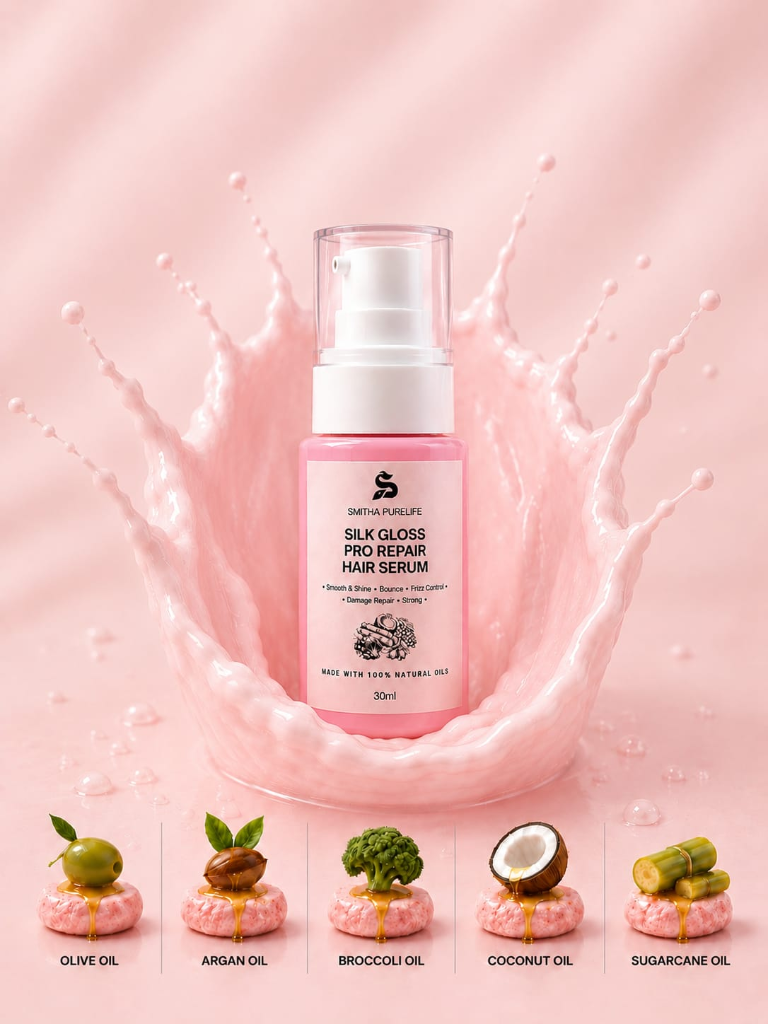 SMITHA PURELIFE
SILK GLOSS
PRO REPAIR
HAIR SERUM
• Smooth & Shine • Bounce • Frizz Control •
• Damage Repair • Strong •
MADE WITH 100% NATURAL OILS
30ml
OLIVE OIL
ARGAN OIL
BROCCOLI OIL
COCONUT OIL
SUGARCANE OIL